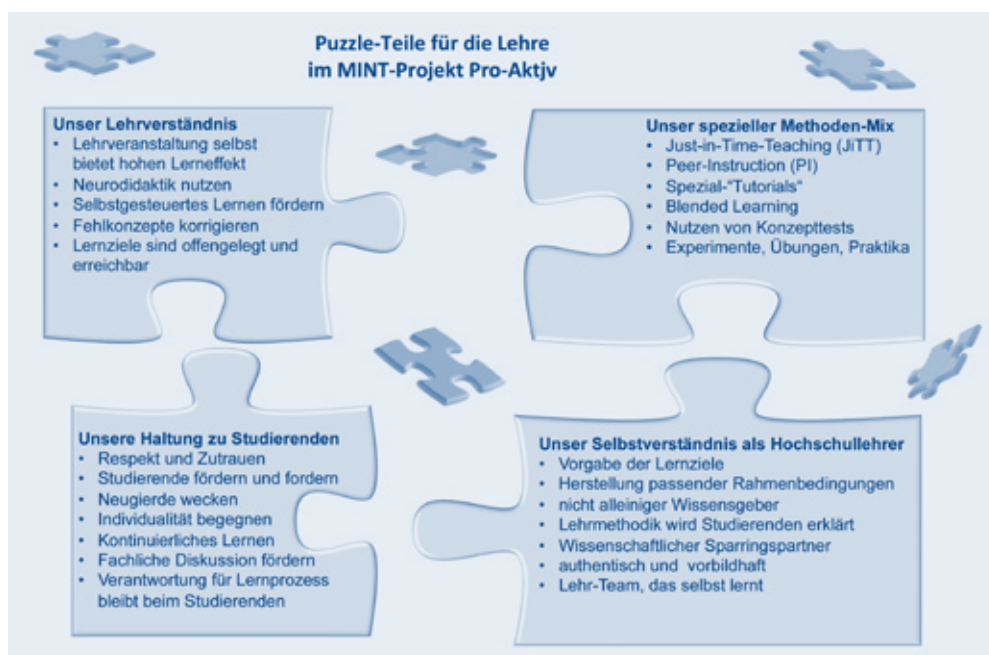 Puzzle-Teile für die Lehre
im MINT-Projekt Pro-Aktjv
Unser Lehrverständnis
• Lehrveranstaltung selbst
bietet hohen Lerneffekt
• Neurodidaktik nutzen
• Selbstgesteuertes Lernen fördern
• Fehlkonzepte korrigieren
• Lernziele sind offengelegt und
erreichbar
Unser spezieller Methoden-Mix
• Just-in-Time-Teaching (JiTT)
• Peer-Instruction (PI)
• Spezial-"Tutorials"
• Blended Learning
• Nutzen von Konzepttests
• Experimente, Übungen, Praktika
Unsere Haltung zu Studierenden
• Respekt und Zutrauen
• Studierende fördern und fordern
• Neugierde wecken
• Individualität begegnen
• Kontinuierliches Lernen
• Fachliche Diskussion fördern
• Verantwortung für Lernprozess
bleibt beim Studierenden
Unser Selbstverständnis als Hochschullehrer
• Vorgabe der Lernziele
• Herstellung passender Rahmenbedingungen
• nicht alleiniger Wissensgeber
• Lehrmethodik wird Studierenden erklärt
• Wissenschaftlicher Sparringspartner
• authentisch und vorbildhaft
• Lehr-Team, das selbst lernt